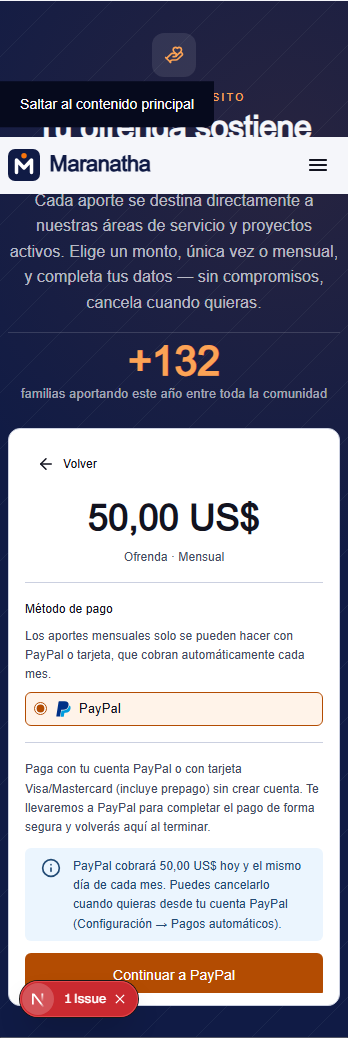 SITO
Saltar al contenido principal
Tu ofrenda sostiene
Maranatha
Cada aporte se destina directamente a
nuestras áreas de servicio y proyectos
activos. Elige un monto, única vez o mensual,
y completa tus datos — sin compromisos,
cancela cuando quieras.
+132
familias aportando este año entre toda la comunidad
Volver
50,00 US$
Ofrenda · Mensual
Método de pago
Los aportes mensuales solo se pueden hacer con
PayPal o tarjeta, que cobran automáticamente cada
mes.
PayPal
Paga con tu cuenta PayPal o con tarjeta
Visa/Mastercard (incluye prepago) sin crear cuenta. Te
llevaremos a PayPal para completar el pago de forma
segura y volverás aquí al terminar.
PayPal cobrará 50,00 US$ hoy y el mismo
día de cada mes. Puedes cancelarlo
cuando quieras desde tu cuenta PayPal
(Configuración → Pagos automáticos).
Continuar a PayPal
N 1 Issue